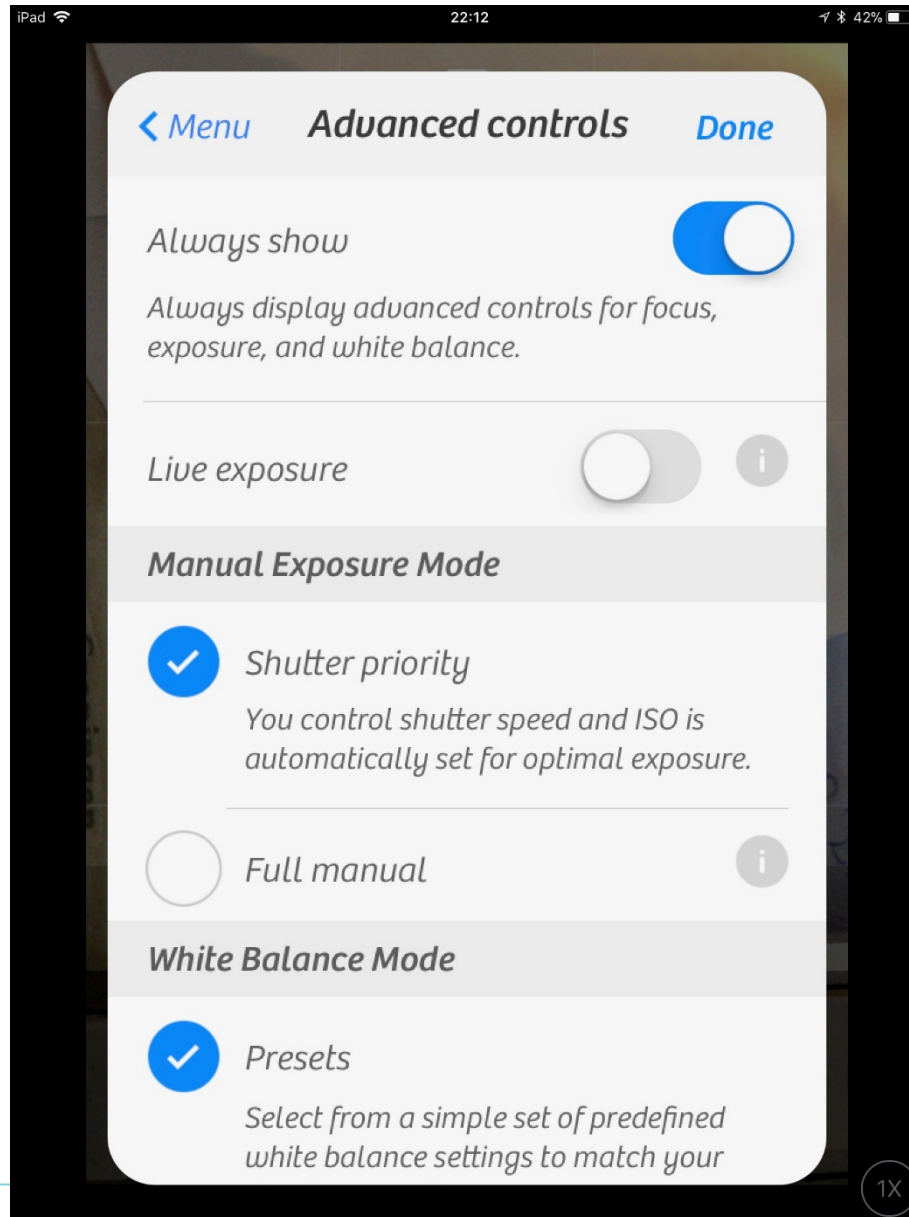 iPad 22:12 42%
Menu Advanced controls Done
Always show
Always display advanced controls for focus,
exposure, and white balance.
Live exposure
i
Manual Exposure Mode
Shutter priority
You control shutter speed and ISO is
automatically set for optimal exposure.
Full manual
i
White Balance Mode
Presets
Select from a simple set of predefined
white balance settings to match your
1X